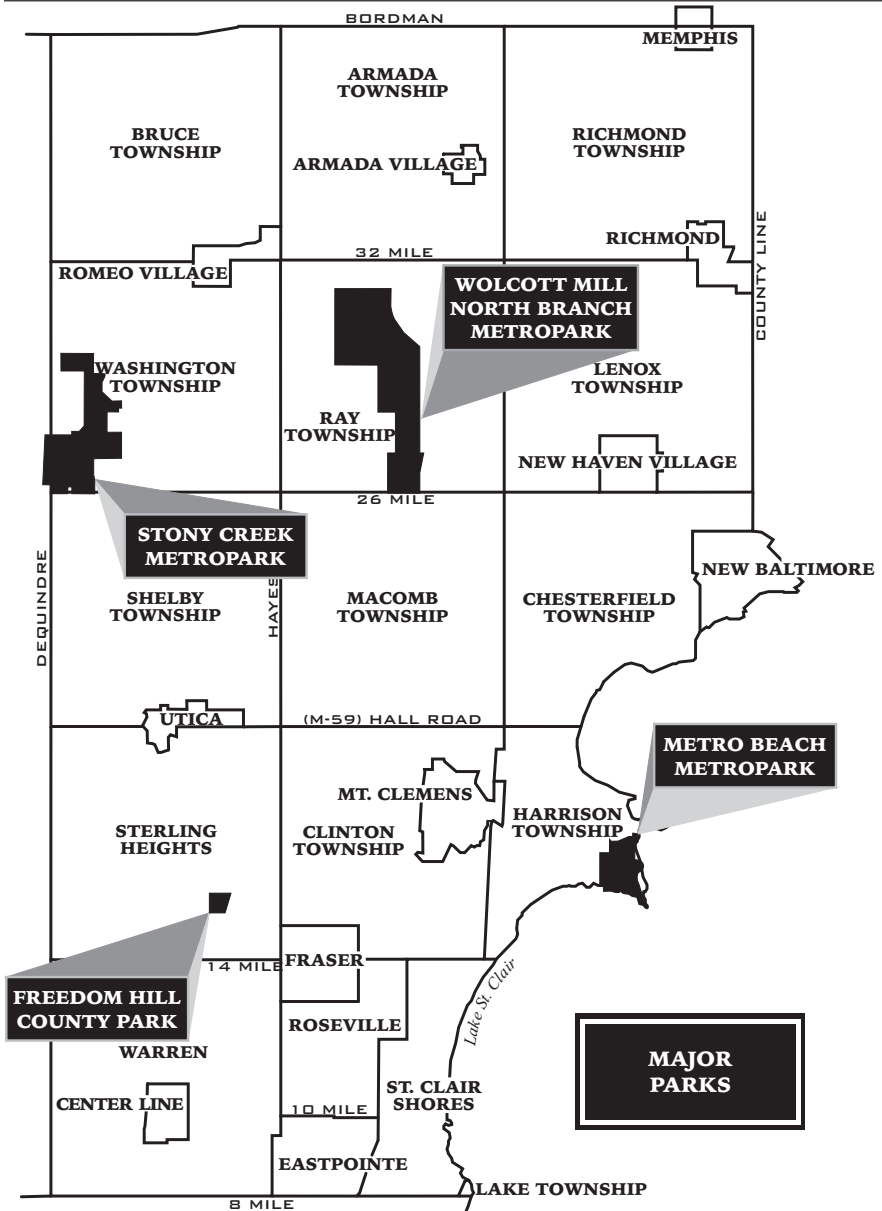 BORDMAN
MEMPHIS
ARMADA
TOWNSHIP
BRUCE
TOWNSHIP
RICHMOND
TOWNSHIP
ARMADA VILLAGE
COUNTY LINE
RICHMOND
32 MILE
ROMEO VILLAGE
WOLCOTT MILL
NORTH BRANCH
METROPARK
WASHINGTON
TOWNSHIP
LENOX
TOWNSHIP
RAY
TOWNSHIP
NEW HAVEN VILLAGE
26 MILE
STONY CREEK
METROPARK
DEQUINDRE
HAYES
NEW BALTIMORE
SHELBY
TOWNSHIP
MACOMB
TOWNSHIP
CHESTERFIELD
TOWNSHIP
UTICA
(M-59) HALL ROAD
METRO BEACH
METROPARK
MT. CLEMENS
STERLING
HEIGHTS
CLINTON
TOWNSHIP
HARRISON
TOWNSHIP
14 MILE
FRASER
Lake St. Clair
FREEDOM HILL
COUNTY PARK
ROSEVILLE
WARREN
MAJOR
PARKS
CENTER LINE
ST. CLAIR
SHORES
10 MILE
EASTPOINTE
LAKE TOWNSHIP
8 MILE